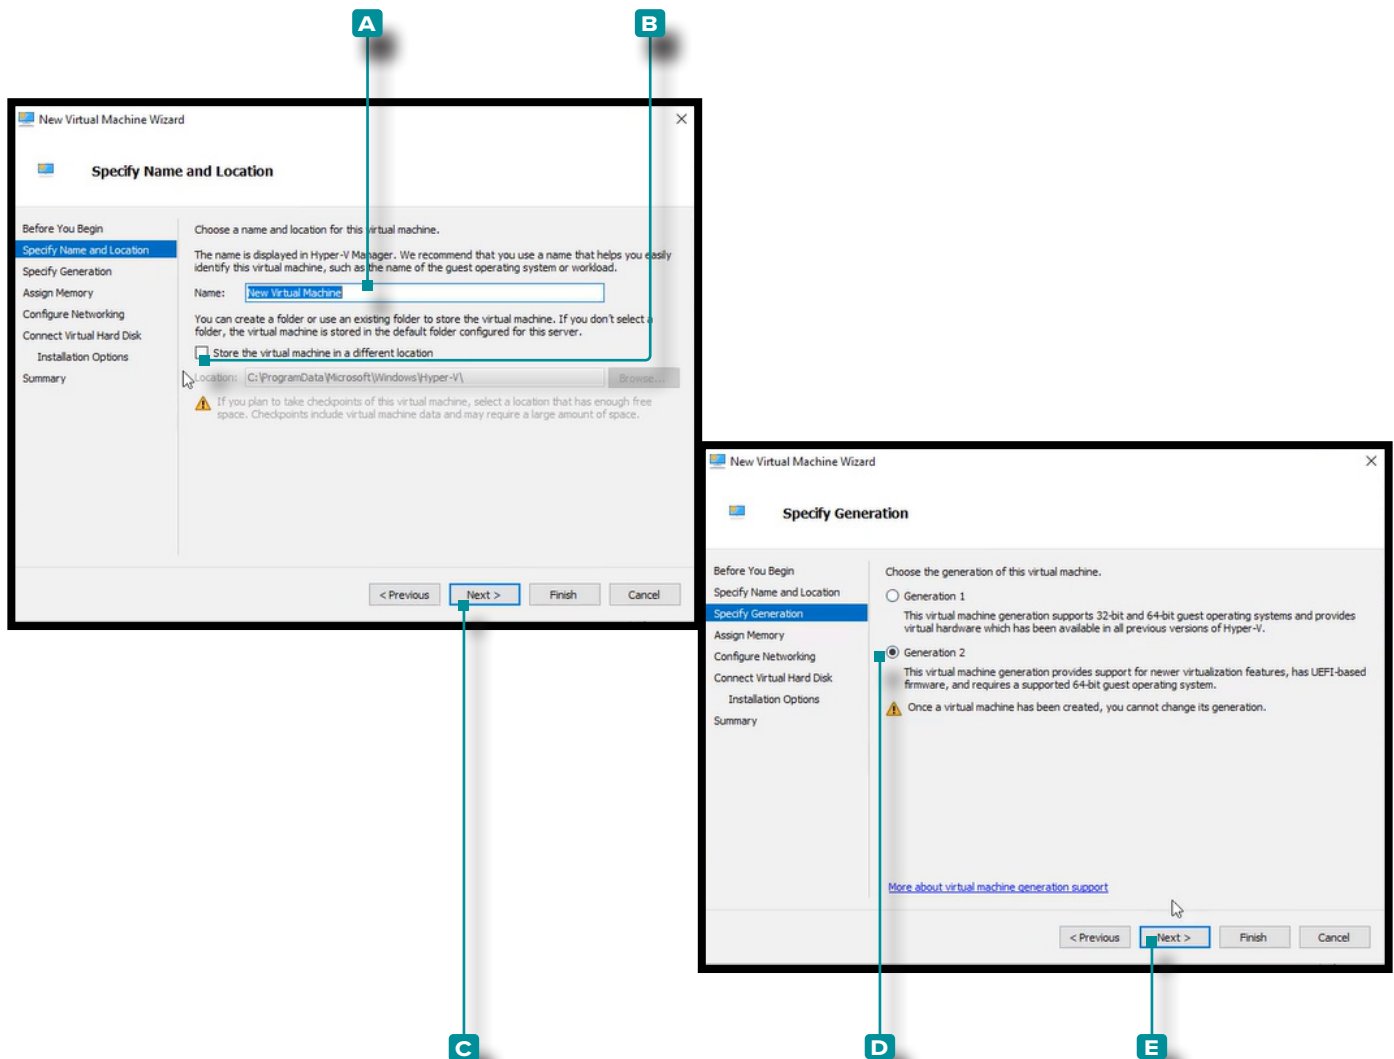 A
B
New Virtual Machine Wizard
Specify Name and Location
Before You Begin
Specify Name and Location
Specify Generation
Assign Memory
Configure Networking
Connect Virtual Hard Disk
Installation Options
Summary
Choose a name and location for this virtual machine.
The name is displayed in Hyper-V Manager. We recommend that you use a name that helps you easily
identify this virtual machine, such as the name of the guest operating system or workload.
Name: New Virtual Machine
You can create a folder or use an existing folder to store the virtual machine. If you don't select a
folder, the virtual machine is stored in the default folder configured for this server.
Store the virtual machine in a different location
Location: C:\ProgramData\Microsoft\Windows\Hyper-V\ Browse...
If you plan to take checkpoints of this virtual machine, select a location that has enough free
space. Checkpoints include virtual machine data and may require a large amount of space.
< Previous Next > Finish Cancel
New Virtual Machine Wizard
Specify Generation
Before You Begin
Specify Name and Location
Specify Generation
Assign Memory
Configure Networking
Connect Virtual Hard Disk
Installation Options
Summary
Choose the generation of this virtual machine.
Generation 1
This virtual machine generation supports 32-bit and 64-bit guest operating systems and provides
virtual hardware which has been available in all previous versions of Hyper-V.
Generation 2
This virtual machine generation provides support for newer virtualization features, has UEFI-based
firmware, and requires a supported 64-bit guest operating system.
Once a virtual machine has been created, you cannot change its generation.
More about virtual machine generation support
< Previous Next > Finish Cancel
C
D
E